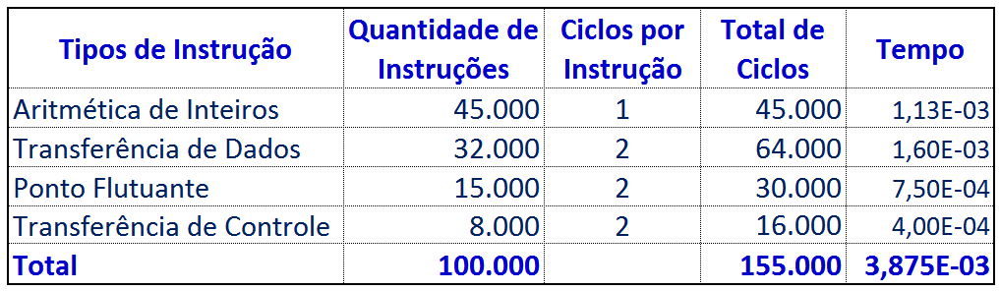 Tipos de Instrução Quantidade de Instruções Ciclos por Instrução Total de Ciclos Tempo
Aritmética de Inteiros 45.000 1 45.000 1,13E-03
Transferência de Dados 32.000 2 64.000 1,60E-03
Ponto Flutuante 15.000 2 30.000 7,50E-04
Transferência de Controle 8.000 2 16.000 4,00E-04
Total 100.000 155.000 3,875E-03